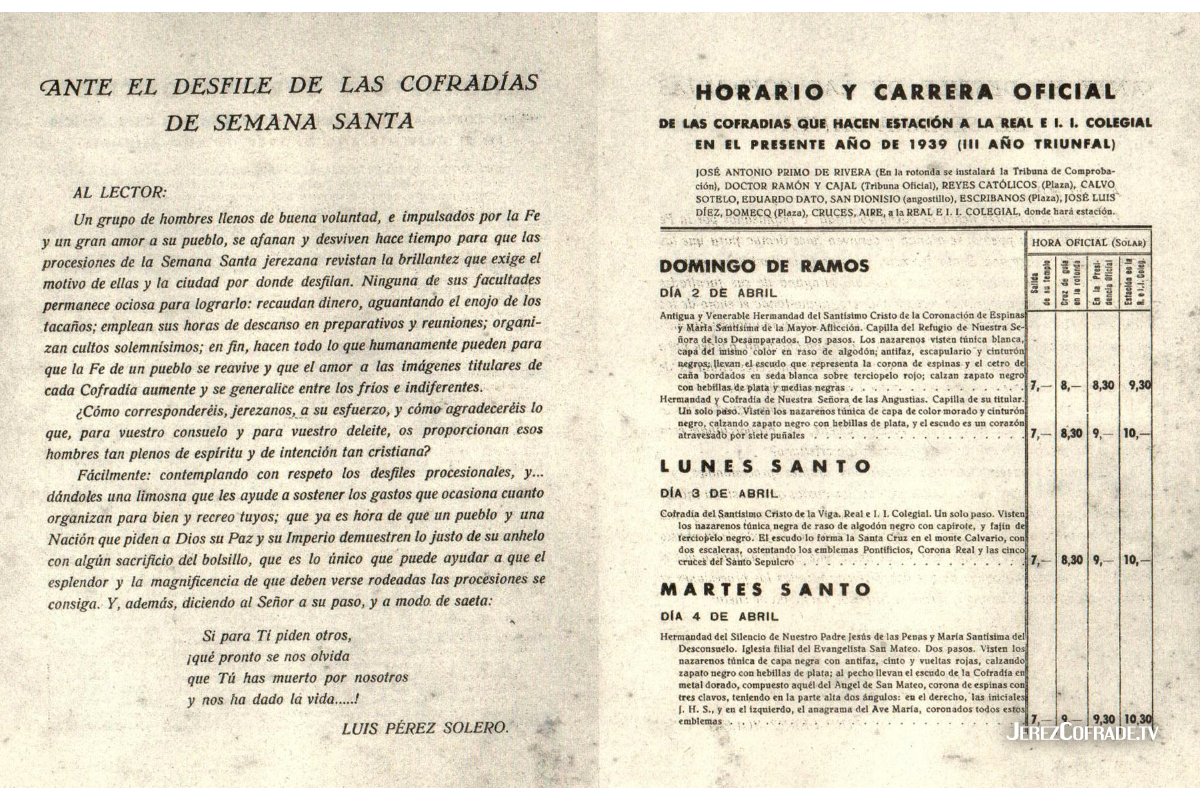 ANTE EL DESFILE DE LAS COFRADÍAS
DE SEMANA SANTA
AL LECTOR:
Un grupo de hombres llenos de buena voluntad, e impulsados por la Fe
y un gran amor a su pueblo, se afanan y desviven hace tiempo para que las
procesiones de la Semana Santa jerezana revistan la brillantez que exige el
motivo de ellas y la ciudad por donde desfilan. Ninguna de sus facultades
permanece ociosa para lograrlo: recaudan dinero, aguantando el enojo de los
tacaños; emplean sus horas de descanso en preparativos y reuniones; organi-
zan cultos solemnísimos; en fin, hacen todo lo que humanamente pueden para
que la Fe de un pueblo se reavive y que el amor a las imágenes titulares de
cada Cofradía aumente y se generalice entre los fríos e indiferentes.
¿Cómo corresponderéis, jerezanos, a su esfuerzo, y cómo agradeceréis lo
que, para vuestro consuelo y para vuestro deleite, os proporcionan esos
hombres tan plenos de espíritu y de intención tan cristiana?
Fácilmente: contemplando con respeto los desfiles procesionales, y...
dándoles una limosna que les ayude a sostener los gastos que ocasiona cuanto
organizan para bien y recreo tuyos; que ya es hora de que un pueblo y una
Nación que piden a Dios su Paz y su Imperio demuestren lo justo de su anhelo
con algún sacrificio del bolsillo, que es lo único que puede ayudar a que el
esplendor y la magnificencia de que deben verse rodeadas las procesiones se
consiga. Y, además, diciendo al Señor a su paso, y a modo de saeta:
Si para Ti piden otros,
¡qué pronto se nos olvida
que Tú has muerto por nosotros
y nos ha dado la vida.....!
LUIS PÉREZ SOLERO.
HORARIO Y CARRERA OFICIAL
DE LAS COFRADIAS QUE HACEN ESTACIÓN A LA REAL E I. I. COLEGIAL
EN EL PRESENTE AÑO DE 1939 (III AÑO TRIUNFAL)
JOSÉ ANTONIO PRIMO DE RIVERA (En la rotonda se instalará la Tribuna de Comproba-
ción), DOCTOR RAMÓN Y CAJAL (Tribuna Oficial), REYES CATÓLICOS (Plaza), CALVO
SOTELO, EDUARDO DATO, SAN DIONISIO (angostillo), ESCRIBANOS (Plaza), JOSÉ LUIS
DÍEZ, DOMECQ (Plaza), CRUCES, AIRE, a la REAL E I. I. COLEGIAL, donde hará estación.
HORA OFICIAL (SOLAR)
Salida de su templo
Cruz de guía en la rotonda
En la Presidencia Oficial
Estación en la R. e I. I. Coleg.
DOMINGO DE RAMOS
DÍA 2 DE ABRIL
Antigua y Venerable Hermandad del Santísimo Cristo de la Coronación de Espinas
y María Santísima de la Mayor Aflicción. Capilla del Refugio de Nuestra Se-
ñora de los Desamparados. Dos pasos. Los nazarenos visten túnica blanca,
capa del mismo color en raso de algodón; antifaz, escapulario y cinturón
negros; llevan el escudo que representa la corona de espinas y el cetro de
caña bordados en seda blanca sobre terciopelo rojo; calzan zapato negro
con hebillas de plata y medias negras . . . . . . . . . . 7,— 8,— 8,30 9,30
Hermandad y Cofradía de Nuestra Señora de las Angustias. Capilla de su titular.
Un solo paso. Visten los nazarenos túnica de capa de color morado y cinturón
negro, calzando zapato negro con hebillas de plata, y el escudo es un corazón
atravesado por siete puñales . . . . . . . . . . 7,— 8,30 9,— 10,—
LUNES SANTO
DÍA 3 DE ABRIL
Cofradía del Santísimo Cristo de la Viga. Real e I. I. Colegial. Un solo paso. Visten
los nazarenos túnica negra de raso de algodón negro con capirote, y fajín de
terciopelo negro. El escudo lo forma la Santa Cruz en el monte Calvario, con
dos escaleras, ostentando los emblemas Pontificios, Corona Real y las cinco
cruces del Santo Sepulcro . . . . . . . . . . 7,— 8,30 9,— 10,—
MARTES SANTO
DÍA 4 DE ABRIL
Hermandad del Silencio de Nuestro Padre Jesús de las Penas y María Santísima del
Desconsuelo. Iglesia filial del Evangelista San Mateo. Dos pasos. Visten los
nazarenos túnica de capa negra con antifaz, cinto y vueltas rojas, calzando
zapato negro con hebillas de plata; al pecho llevan el escudo de la Cofradía en
metal dorado, compuesto aquél del Angel de San Mateo, corona de espinas con
tres clavos, teniendo en la parte alta dos ángulos: en el derecho, las iniciales
J. H. S., y en el izquierdo, el anagrama del Ave María, coronados todos estos
emblemas . . . . . . . . . . 7,— 9,— 9,30 10,30
JEREZCOFRADE.TV